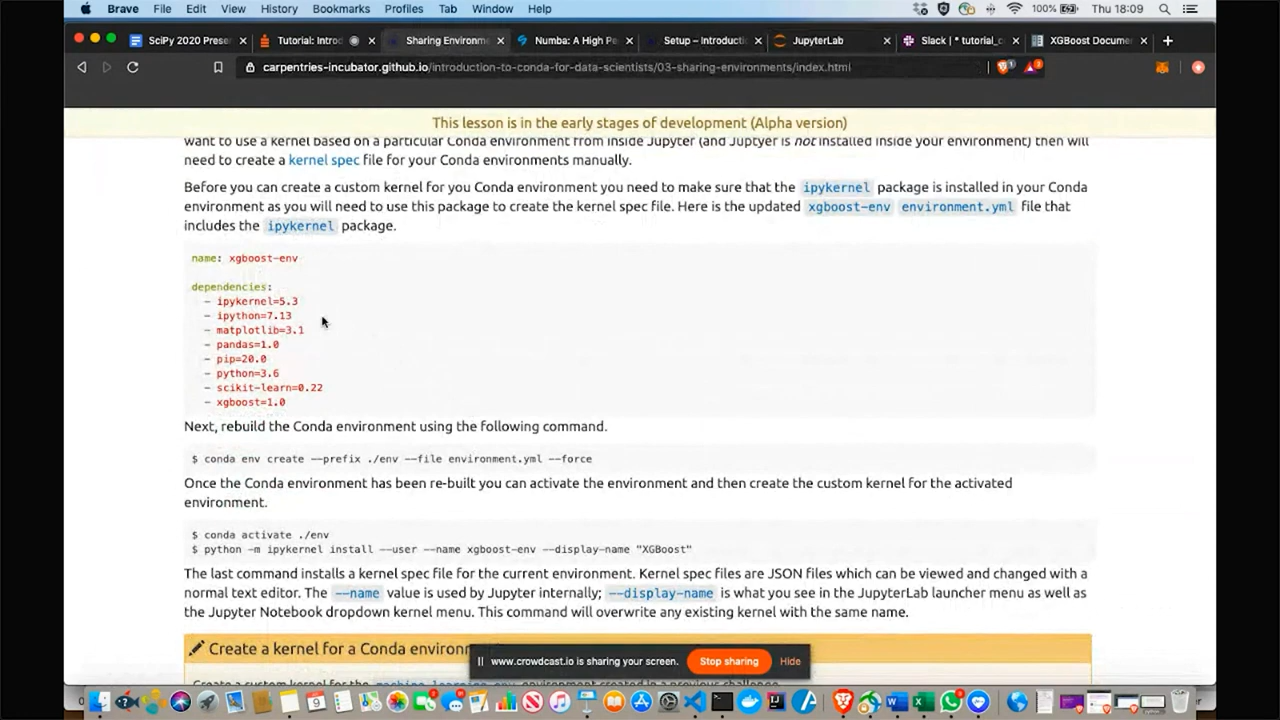 Brave File Edit View History Bookmarks Profiles Tab Window Help 100% Thu 18:09
SciPy 2020 Prese Tutorial: Intro Sharing Environme Numba: A High Pe Setup – Introducti JupyterLab Slack | * tutorial_c XGBoost Docume
carpentries-incubator.github.io/introduction-to-conda-for-data-scientists/03-sharing-environments/index.html
This lesson is in the early stages of development (Alpha version)
want to use a kernel based on a particular Conda environment from inside Jupyter (and Juptyer is not installed inside your environment) then will
need to create a kernel spec file for your Conda environments manually.
Before you can create a custom kernel for you Conda environment you need to make sure that the ipykernel package is installed in your Conda
environment as you will need to use this package to create the kernel spec file. Here is the updated xgboost-env environment.yml file that
includes the ipykernel package.
name: xgboost-env
dependencies:
- ipykernel=5.3
- ipython=7.13
- matplotlib=3.1
- pandas=1.0
- pip=20.0
- python=3.6
- scikit-learn=0.22
- xgboost=1.0
Next, rebuild the Conda environment using the following command.
$ conda env create --prefix ./env --file environment.yml --force
Once the Conda environment has been re-built you can activate the environment and then create the custom kernel for the activated
environment.
$ conda activate ./env
$ python -m ipykernel install --user --name xgboost-env --display-name "XGBoost"
The last command installs a kernel spec file for the current environment. Kernel spec files are JSON files which can be viewed and changed with a
normal text editor. The --name value is used by Jupyter internally; --display-name is what you see in the JupyterLab launcher menu as well as
the Jupyter Notebook dropdown kernel menu. This command will overwrite any existing kernel with the same name.
Create a kernel for a Conda environ
www.crowdcast.io is sharing your screen. Stop sharing Hide
Create a custom kernel for the machine-learning-env environment created in a previous challenge